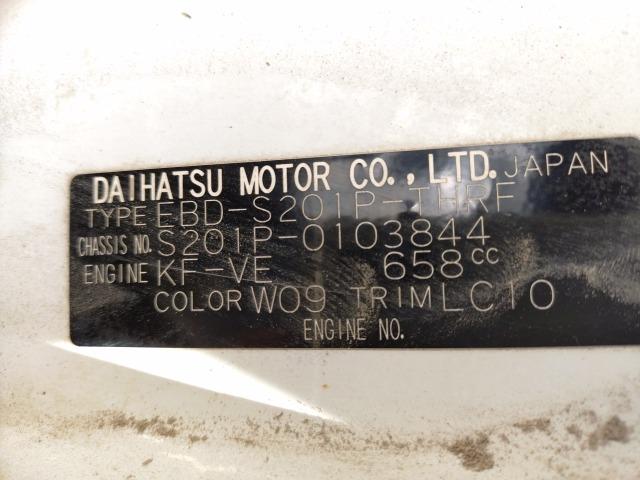 DAIHATSU MOTOR CO., LTD. JAPAN
TYPE EBD-S201P-THRF
CHASSIS NO. S201P-0103844
ENGINE KF-VE 658cc
COLOR W09 TRIM LC10
ENGINE NO.